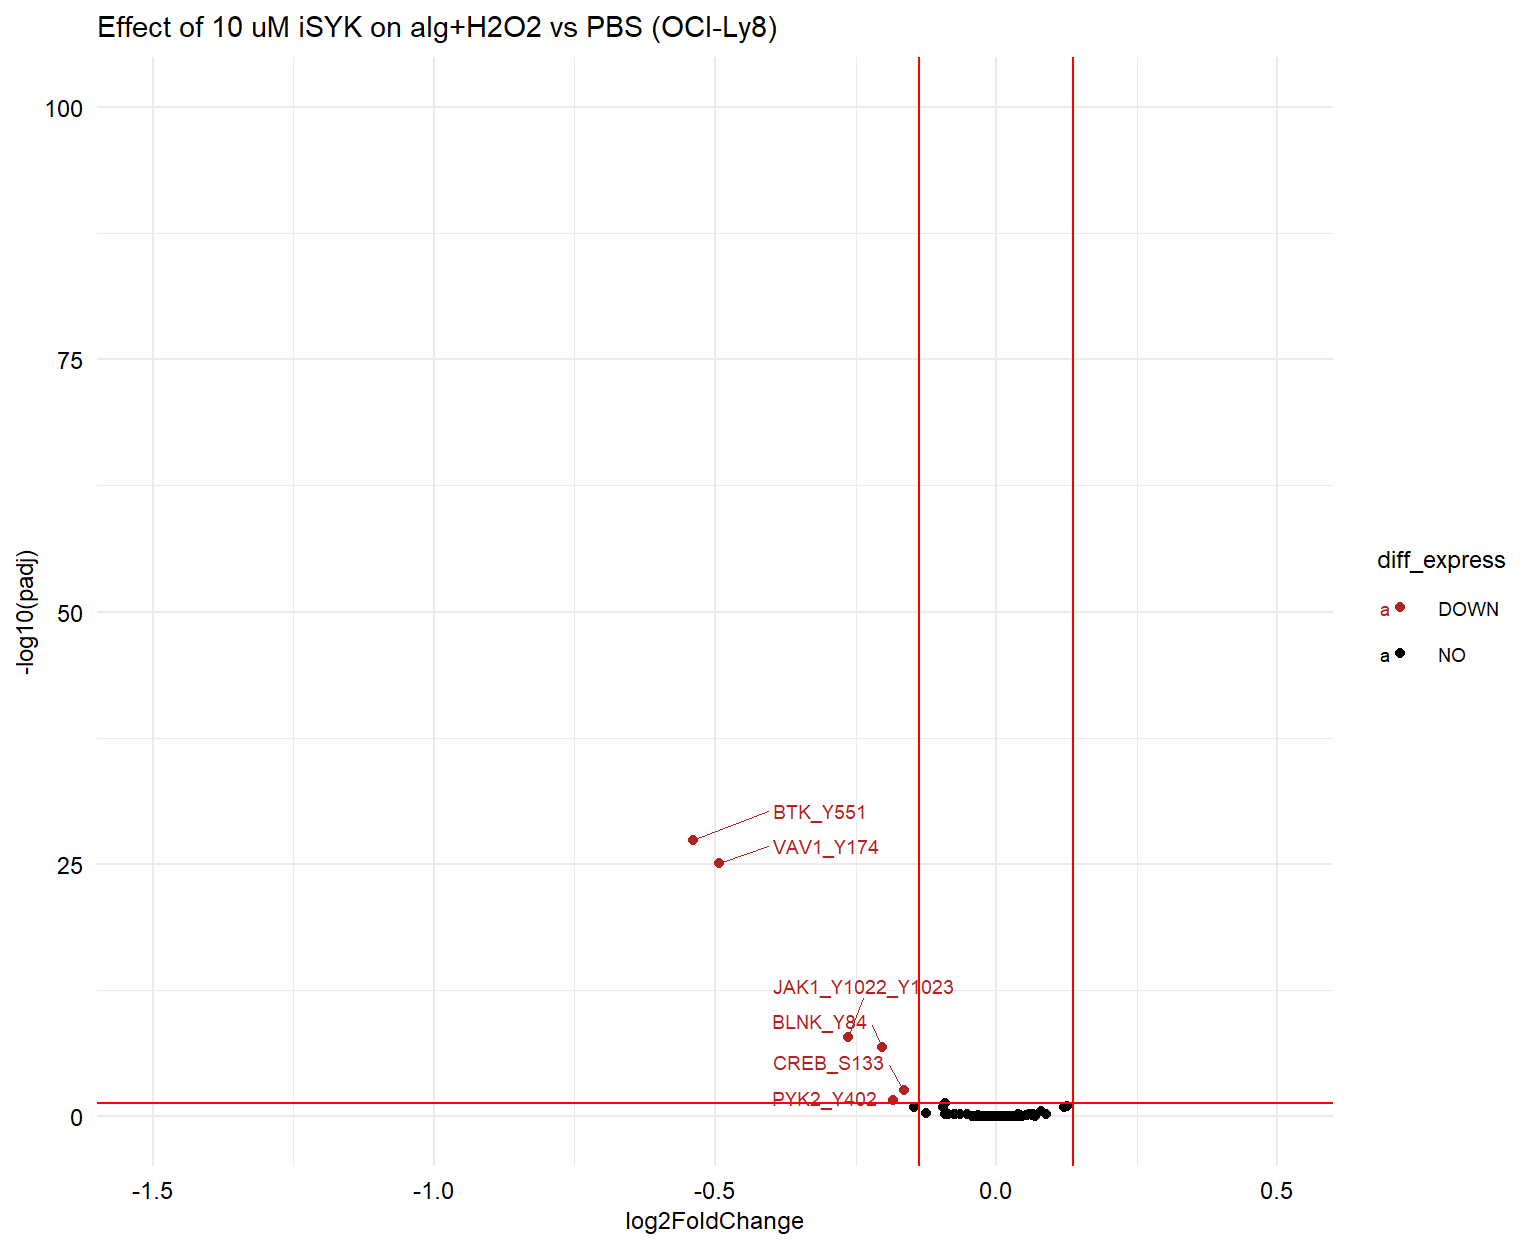 Effect of 10 uM iSYK on aIg+H2O2 vs PBS (OCI-Ly8)
100
75
50
25
0
-log10(padj)
BTK_Y551
VAV1_Y174
JAK1_Y1022_Y1023
BLNK_Y84
CREB_S133
PYK2_Y402
-1.5
-1.0
-0.5
0.0
0.5
log2FoldChange
diff_express
a DOWN
a NO